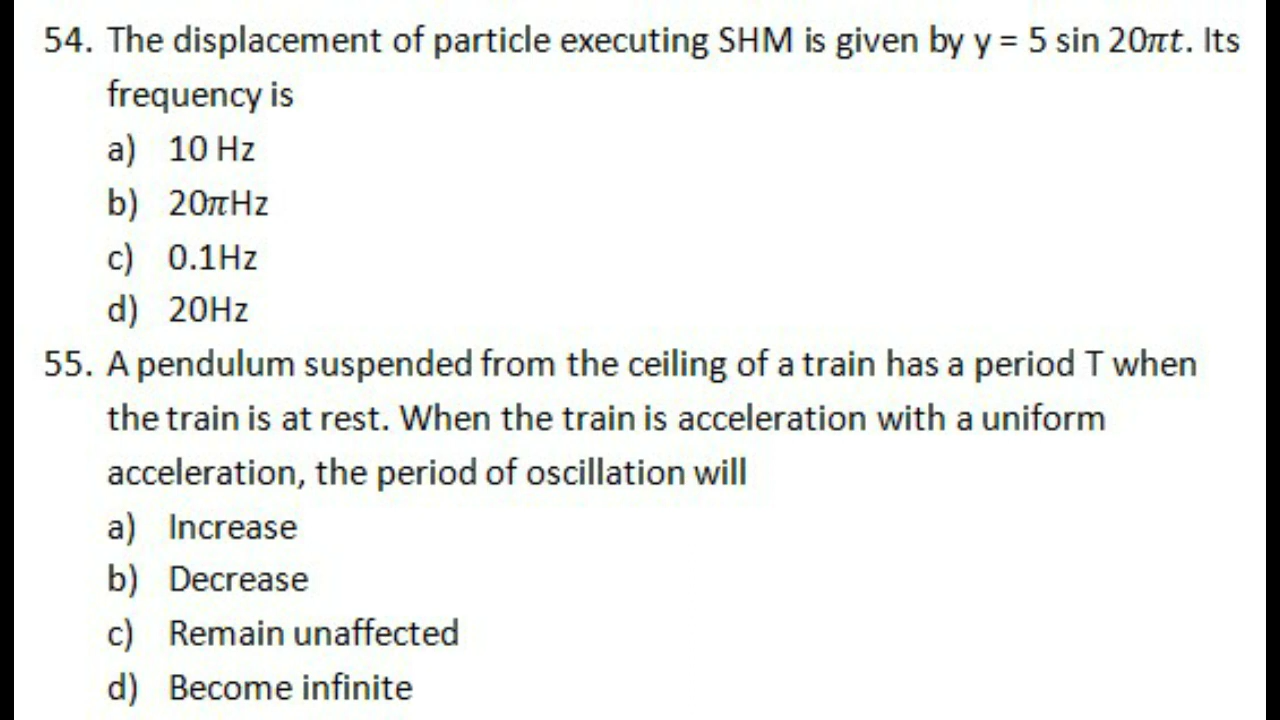 54. The displacement of particle executing SHM is given by y = 5 sin 20πt. Its
frequency is
a) 10 Hz
b) 20πHz
c) 0.1Hz
d) 20Hz
55. A pendulum suspended from the ceiling of a train has a period T when
the train is at rest. When the train is acceleration with a uniform
acceleration, the period of oscillation will
a) Increase
b) Decrease
c) Remain unaffected
d) Become infinite